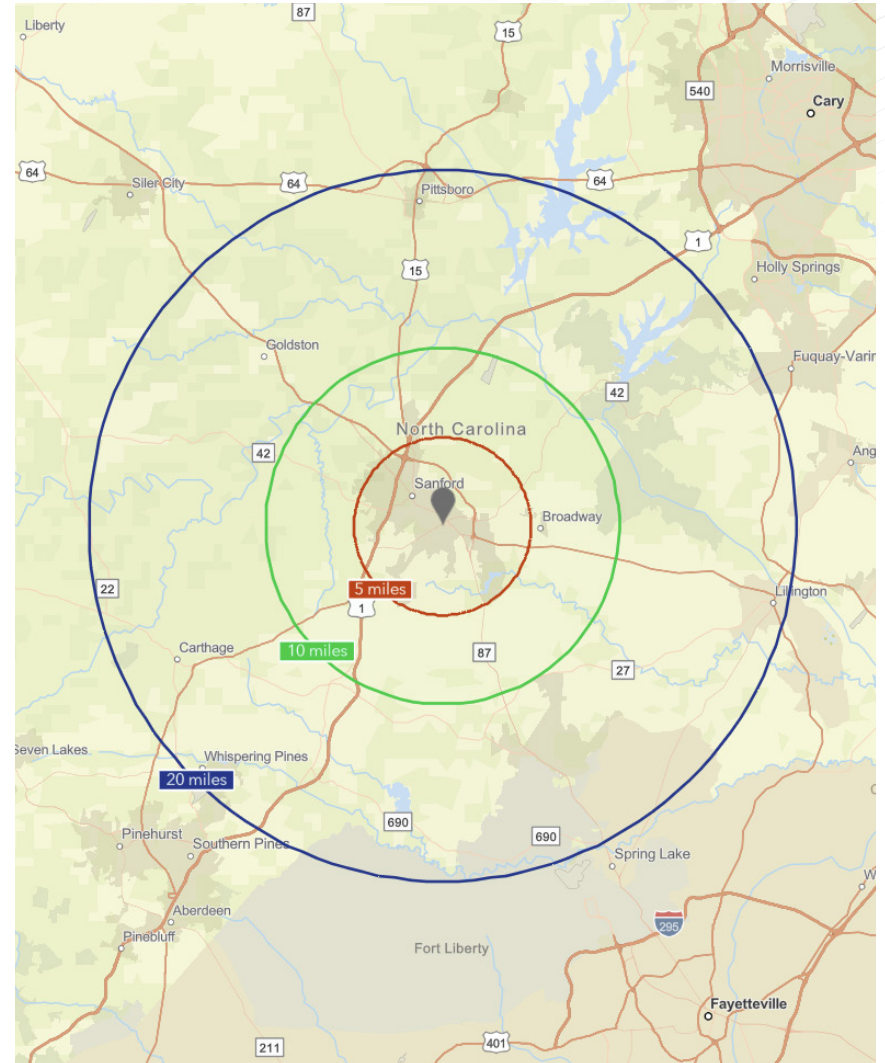 Liberty
87
15
Morrisville
540
Cary
64
Siler City
64
Pittsboro
64
1
15
Holly Springs
Goldston
Fuquay-Varin
42
North Carolina
42
Ang
Sanford
Broadway
5 miles
22
1
Lillington
10 miles
87
Carthage
27
Seven Lakes
Whispering Pines
20 miles
690
690
Pinehurst
Southern Pines
Spring Lake
W
Aberdeen
295
Pinebluff
Fort Liberty
Fayetteville
211
401